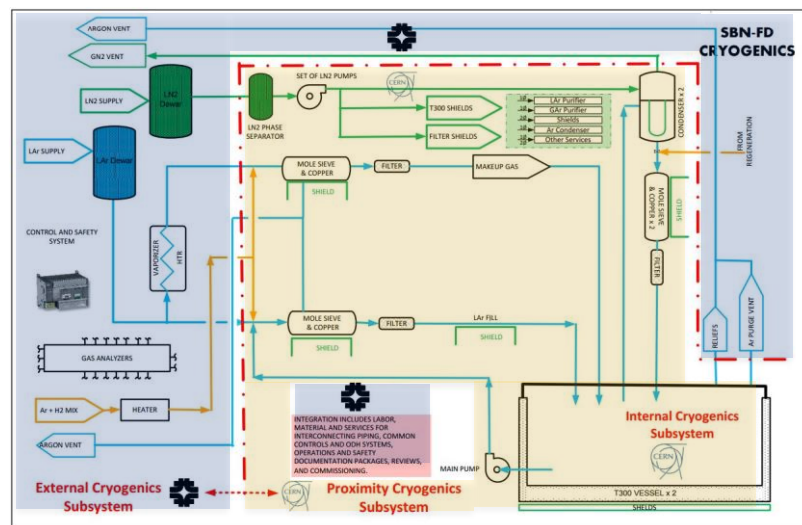 ARGON VENT
SBN-FD
CRYOGENICS
GN2 VENT
LN2 SUPPLY
LN2
Dewar
LN2 PHASE
SEPARATOR
SET OF LN2 PUMPS
CERN
T300 SHIELDS
FILTER SHIELDS
LAr Purifier
GAr Purifier
Shields
Ar Condenser
Other Services
CONDENSER x 2
FROM
REGENERATION
LAr SUPPLY
LAr Dewar
MOLE SIEVE
& COPPER
SHIELD
FILTER
MAKEUP GAS
MOLE SIEVE
& COPPER x 2
SHIELD
FILTER
CONTROL AND SAFETY
SYSTEM
VAPORIZER
HTR
MOLE SIEVE
& COPPER
SHIELD
FILTER
LAr FILL
SHIELD
RELIEFS
Ar PURGE VENT
GAS ANALYZERS
Ar + H2 MIX
HEATER
ARGON VENT
INTEGRATION INCLUDES LABOR,
MATERIAL AND SERVICES FOR
INTERCONNECTING PIPING, COMMON
CONTROLS AND ODH SYSTEMS,
OPERATIONS AND SAFETY
DOCUMENTATION PACKAGES, REVIEWS,
AND COMMISSIONING.
MAIN PUMP
Internal Cryogenics
Subsystem
CERN
T300 VESSEL x 2
SHIELDS
External Cryogenics
Subsystem
CERN
Proximity Cryogenics
Subsystem